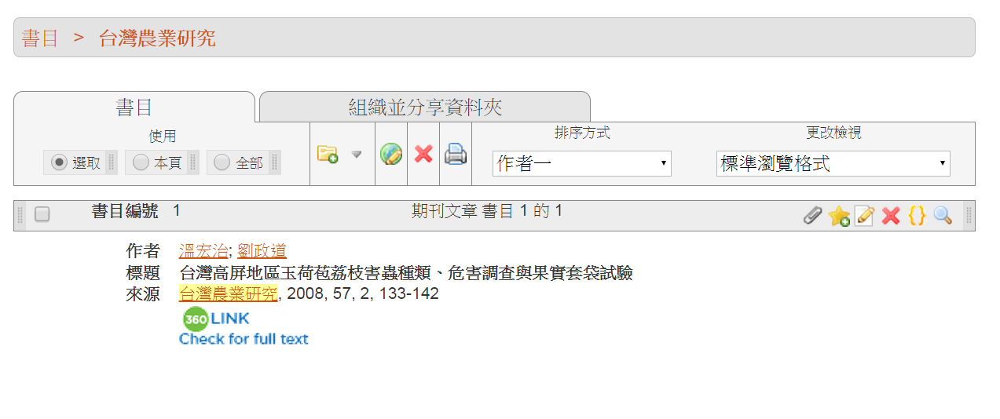 書目 > 台灣農業研究
書目
組織並分享資料夾
使用
選取 本頁 全部
排序方式
作者一
更改檢視
標準瀏覽格式
書目編號 1 期刊文章 書目 1 的 1
作者 溫宏治; 劉政道
標題 台灣高屏地區玉荷苞荔枝害蟲種類、危害調查與果實套袋試驗
來源 台灣農業研究, 2008, 57, 2, 133-142
360 LINK
Check for full text